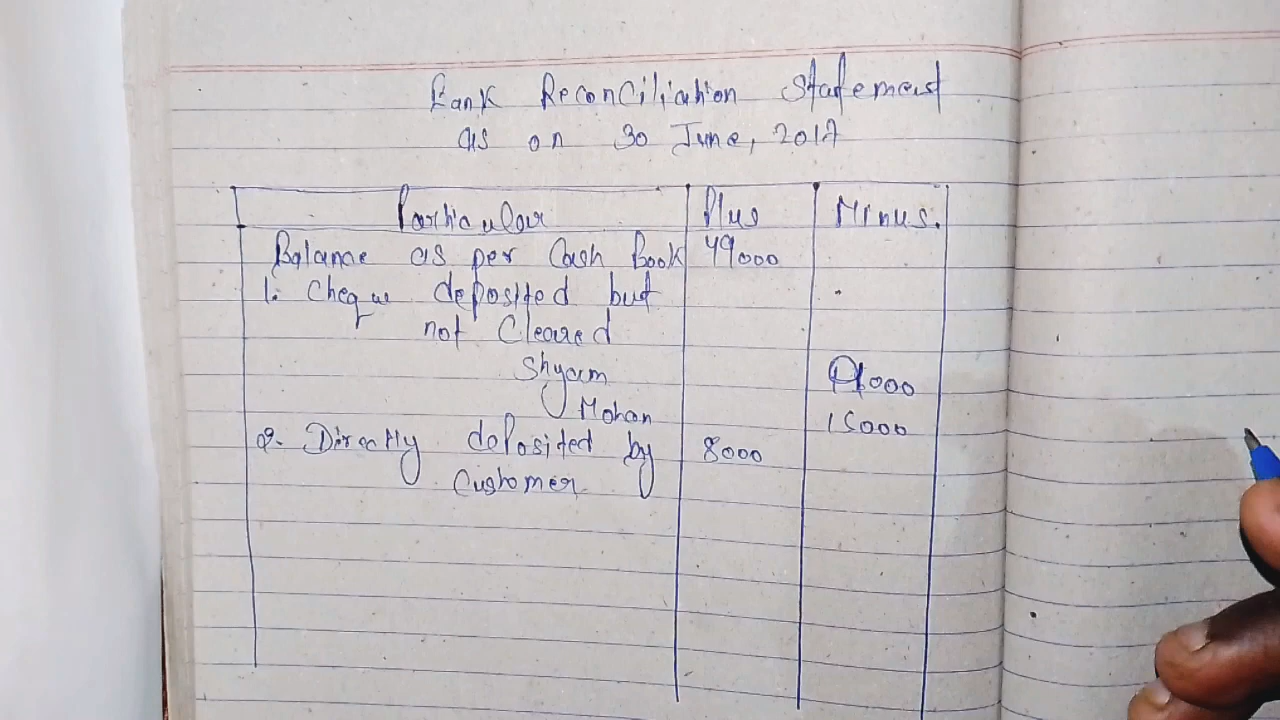 Bank Reconciliation Statement
as on 30 June, 2017
Particular Plus Minus.
Balance as per Cash Book 49000
1. Cheque deposited but
not Cleared
Shyam
Mohan 15000
2. Directly deposited by 8000
Customer